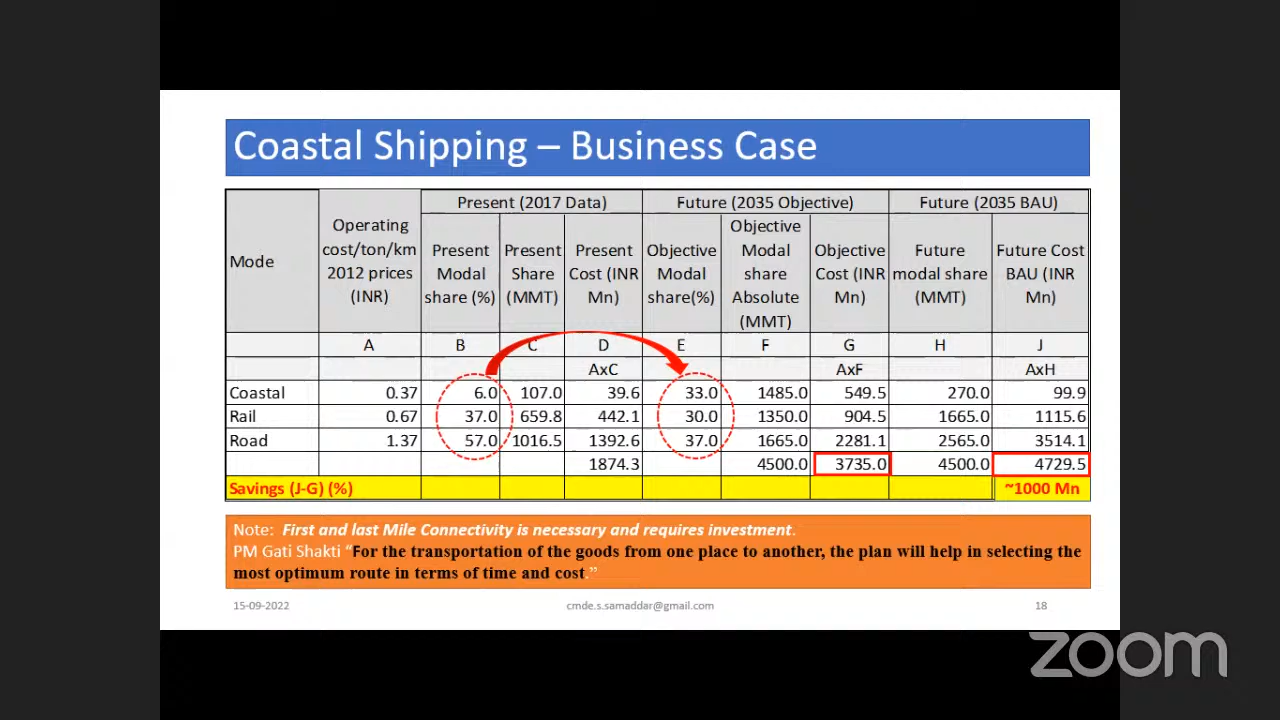 Coastal Shipping – Business Case
Present (2017 Data) Future (2035 Objective) Future (2035 BAU)
Mode
Operating cost/ton/km 2012 prices (INR)
Present Modal share (%)
Present Share (MMT)
Present Cost (INR Mn)
Objective Modal share(%)
Objective Modal share Absolute (MMT)
Objective Cost (INR Mn)
Future modal share (MMT)
Future Cost BAU (INR Mn)
A B C D E F G H J
AxC AxF AxH
Coastal 0.37 6.0 107.0 39.6 33.0 1485.0 549.5 270.0 99.9
Rail 0.67 37.0 659.8 442.1 30.0 1350.0 904.5 1665.0 1115.6
Road 1.37 57.0 1016.5 1392.6 37.0 1665.0 2281.1 2565.0 3514.1
1874.3 4500.0 3735.0 4500.0 4729.5
Savings (J-G) (%) ~1000 Mn
Note: First and last Mile Connectivity is necessary and requires investment.
PM Gati Shakti “For the transportation of the goods from one place to another, the plan will help in selecting the
most optimum route in terms of time and cost.”
15-09-2022 cmde.s.samaddar@gmail.com 18
zoom